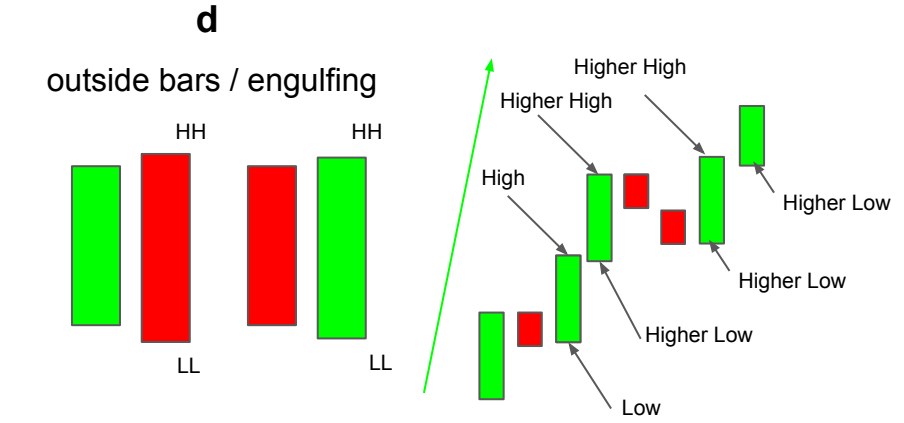 d
outside bars / engulfing
HH
HH
LL
LL
Higher High
Higher High
High
Higher Low
Higher Low
Higher Low
Low